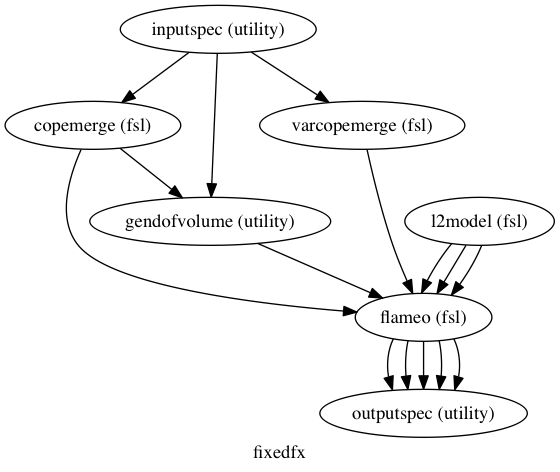 inputspec (utility)
copemerge (fsl)
varcopemerge (fsl)
gendofvolume (utility)
l2model (fsl)
flameo (fsl)
outputspec (utility)
fixedfx